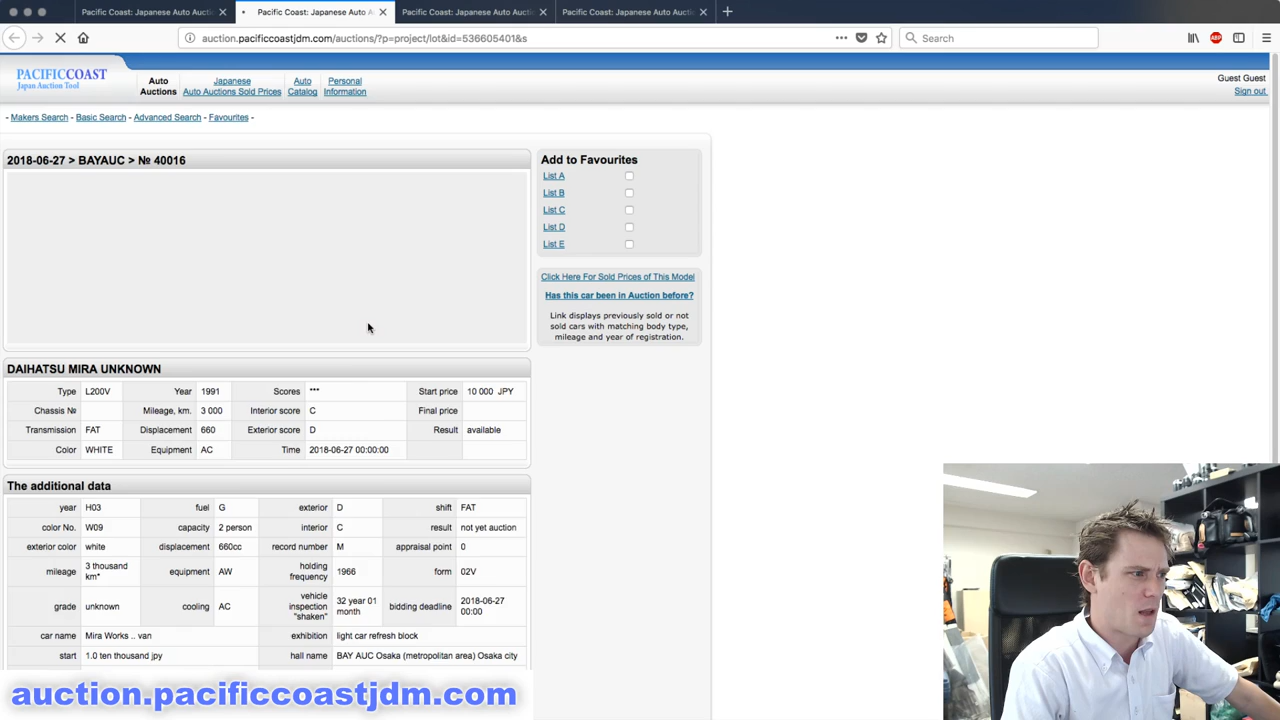 Pacific Coast: Japanese Auto Aucti
Pacific Coast: Japanese Auto A
Pacific Coast: Japanese Auto Aucti
Pacific Coast: Japanese Auto Aucti
auction.pacificcoastjdm.com/auctions/?p=project/lot&id=536605401&s
Search
ABP
PACIFICCOAST
Japan Auction Tool
Auto Auctions
Japanese Auto Auctions Sold Prices
Auto Catalog
Personal Information
Guest Guest
Sign out
- Makers Search - Basic Search - Advanced Search - Favourites -
2018-06-27 > BAYAUC > № 40016
Add to Favourites
List A
List B
List C
List D
List E
Click Here For Sold Prices of This Model
Has this car been in Auction before?
Link displays previously sold or not
sold cars with matching body type,
mileage and year of registration.
DAIHATSU MIRA UNKNOWN
Type L200V Year 1991 Scores *** Start price 10 000 JPY
Chassis № Mileage, km. 3 000 Interior score C Final price
Transmission FAT Displacement 660 Exterior score D Result available
Color WHITE Equipment AC Time 2018-06-27 00:00:00
The additional data
year H03 fuel G exterior D shift FAT
color No. W09 capacity 2 person interior C result not yet auction
exterior color white displacement 660cc record number M appraisal point 0
mileage 3 thousand km* equipment AW holding frequency 1966 form 02V
grade unknown cooling AC vehicle inspection "shaken" 32 year 01 month bidding deadline 2018-06-27 00:00
car name Mira Works .. van exhibition light car refresh block
start 1.0 ten thousand jpy hall name BAY AUC Osaka (metropolitan area) Osaka city
auction.pacificcoastjdm.com